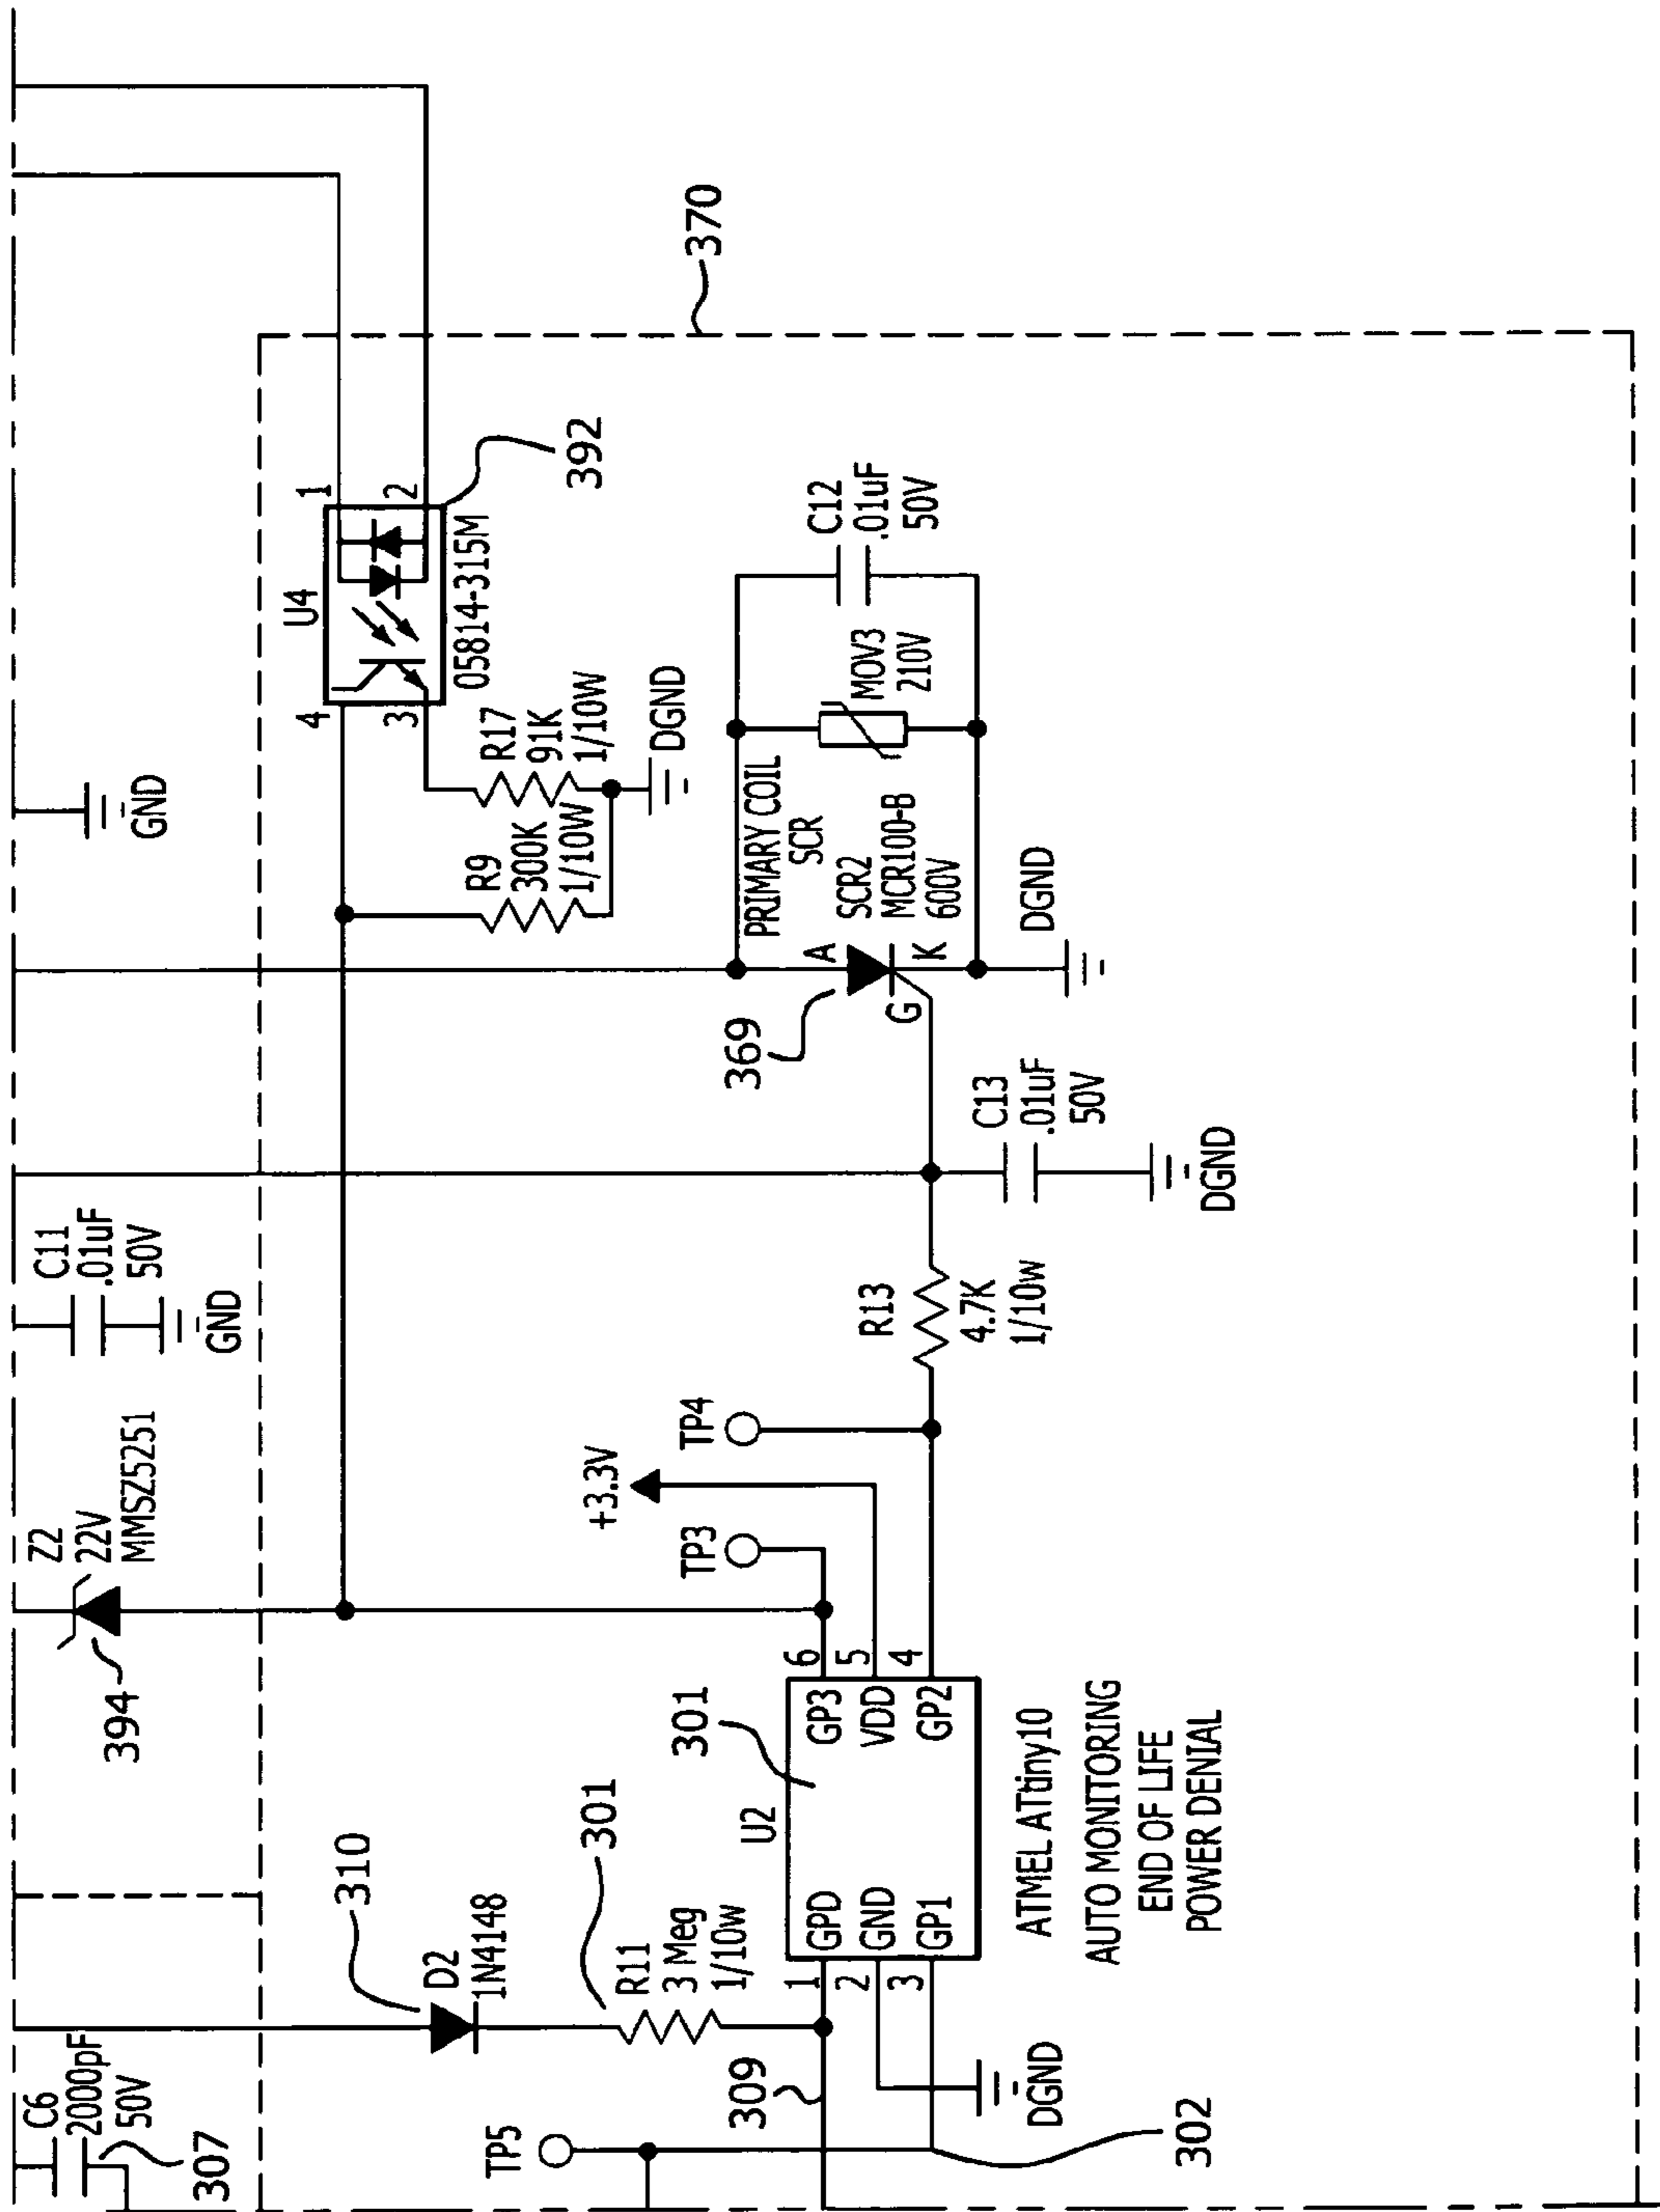 C6
2000pF
50V
307
310
D2
1N4148
301
R11
3 Meg
1/10w
309
TP5
302
DGND
1
2
3
GPD
GND
GP1
U2
301
GP3
VDD
GP2
6
5
4
ATMEL ATtiny10
AUTO MONITORING
END OF LIFE
POWER DENIAL
394
Z2
22V
MMSZ5251
TP3
+3.3V
TP4
C11
.01uF
50V
GND
R13
4.7K
1/10w
C13
.01uF
50V
DGND
369
A
G
K
PRIMARY COIL
SCR
SCR2
MCR100-B
600V
DGND
MOV3
210V
C12
.01uF
50V
GND
R9
300K
1/10W
R17
91K
1/10W
DGND
U4
4
3
1
2
05814-315M
392
370